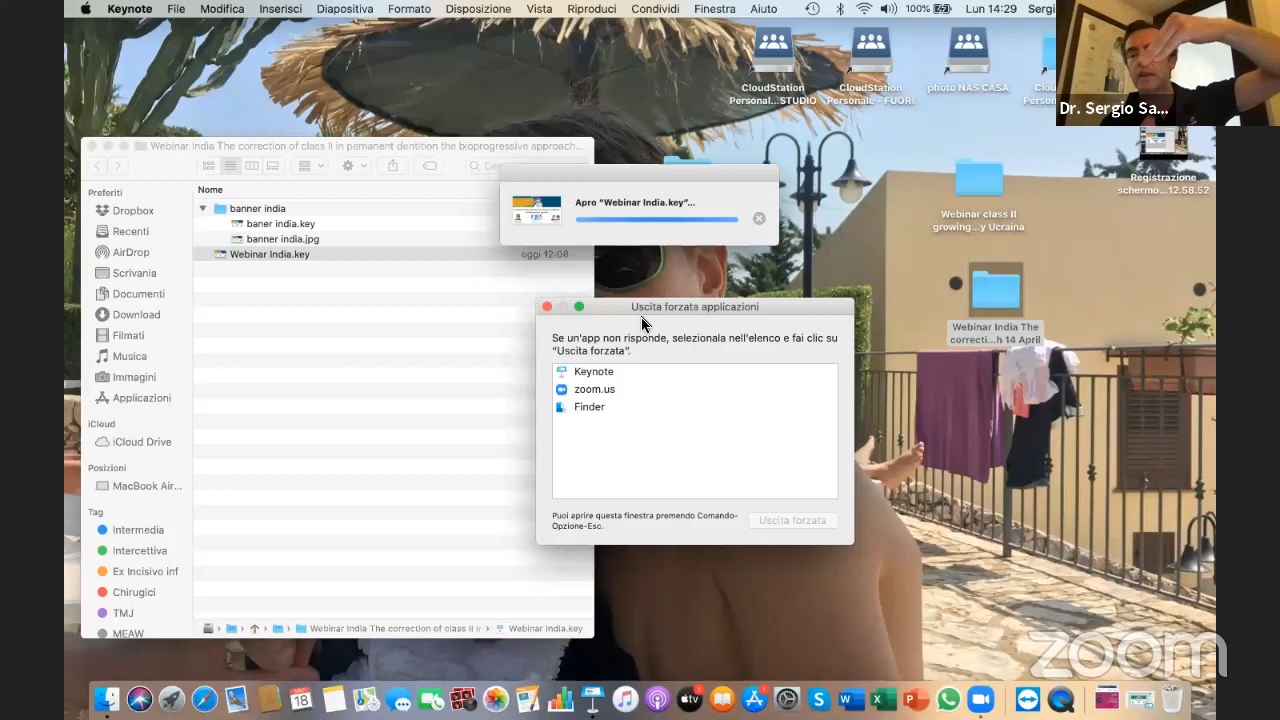 Keynote File Modifica Inserisci Diapositiva Formato Disposizione Vista Riproduci Condividi Finestra Aiuto 100% Lun 14:29 Sergi
CloudStation
Personal...STUDIO
CloudStation
Personale - FUORI
photo NAS CASA
Clou
Person
Dr. Sergio Sa...
Registrazione
schermo...12.58.52
Webinar class II
growing...y Ucraina
Webinar India The
correcti...h 14 April
Webinar india The correction of class II in pemanent dentition the bioprogressive approach...
Preferiti
Dropbox
Recenti
AirDrop
Scrivania
Documenti
Download
Filmati
Musica
Immagini
Applicazioni
iCloud
iCloud Drive
Posizioni
MacBook Air...
Tag
Intermedia
Intercettiva
Ex Incisivo inf
Chirugici
TMJ
MEAW
Nome
banner india
baner india.key
banner india.jpg
Webinar India.key oggi 12:08
Webinar India The correction of class ii Webinar India.key
Apro “Webinar India.key”...
Uscita forzata applicazioni
Se un'app non risponde, selezionala nell'elenco e fai clic su
“Uscita forzata”.
Keynote
zoom.us
Finder
Puoi aprire questa finestra premendo Comando-
Opzione-Esc.
Uscita forzata
zoom
18